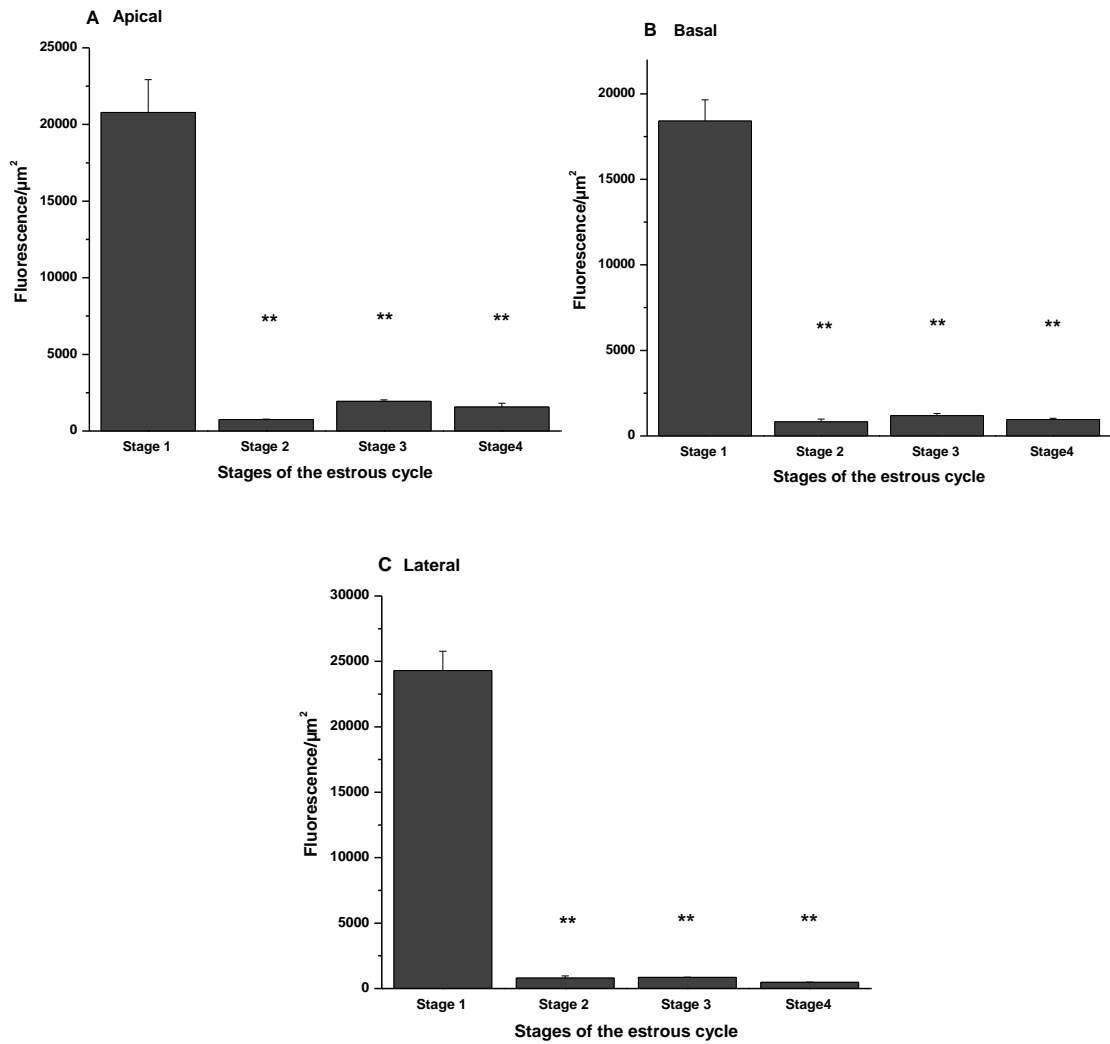 A Apical
25000
20000
15000
10000
5000
0
Fluorescence/µm²
** ** **
Stage 1 Stage 2 Stage 3 Stage4
Stages of the estrous cycle
B Basal
20000
15000
10000
5000
0
Fluorescence/µm²
** ** **
Stage 1 Stage 2 Stage 3 Stage4
Stages of the estrous cycle
C Lateral
30000
25000
20000
15000
10000
5000
0
Fluorescence/µm²
** ** **
Stage 1 Stage 2 Stage 3 Stage4
Stages of the estrous cycle